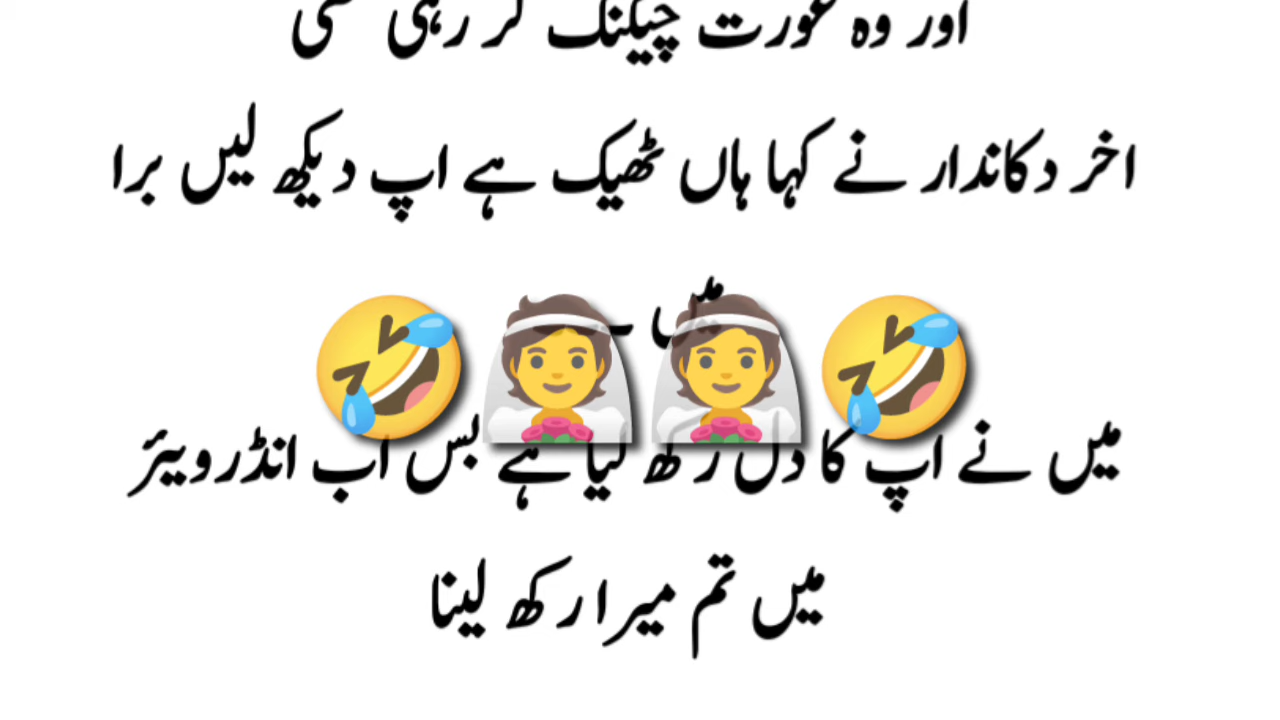 اور وہ عورت چیکنگ کر رہی تھی
اخر دکاندار نے کہا ہاں ٹھیک ہے اپ دیکھ لیں برا
میں
میں نے اپ کا دل رکھ لیا ہے بس اب انڈرویئر
میں تم میرا رکھ لینا